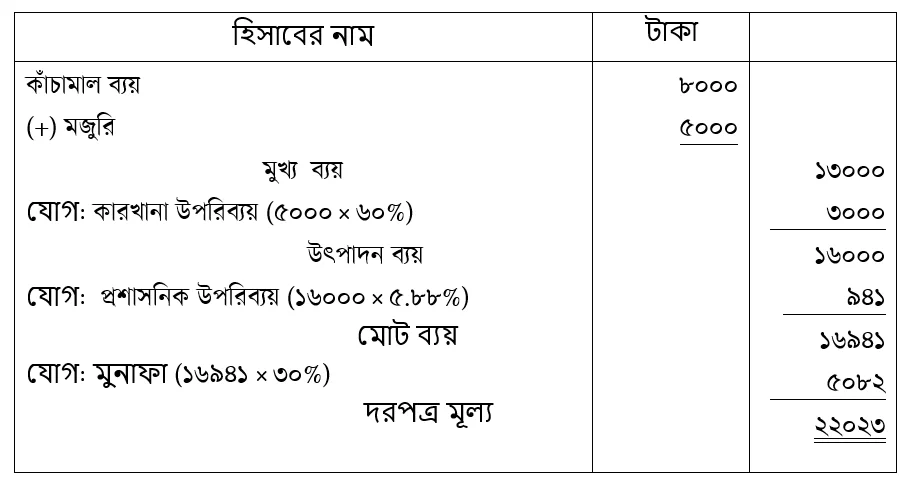 হিসাবের নাম টাকা
কাঁচামাল ব্যয় ৮০০০
(+) মজুরি ৫০০০
মুখ্য ব্যয় ১৩০০০
যোগ: কারখানা উপরিব্যয় (৫০০০ × ৬০%) ৩০০০
উৎপাদন ব্যয় ১৬০০০
যোগ: প্রশাসনিক উপরিব্যয় (১৬০০০ × ৫.৮৮%) ৯৪১
মোট ব্যয় ১৬৯৪১
যোগ: মুনাফা (১৬৯৪১ × ৩০%) ৫০৮২
দরপত্র মূল্য ২২০২৩